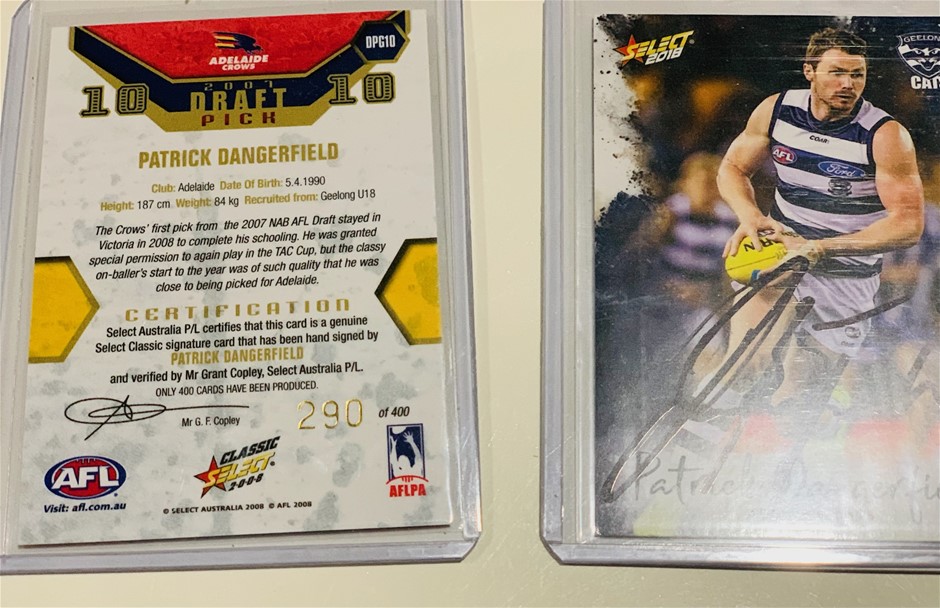 ADELAIDE
CROWS
DPG10
10 2007 10
DRAFT
PICK
PATRICK DANGERFIELD
Club: Adelaide Date Of Birth: 5.4.1990
Height: 187 cm Weight: 84 kg Recruited from: Geelong U18
The Crows' first pick from the 2007 NAB AFL Draft stayed in
Victoria in 2008 to complete his schooling. He was granted
special permission to again play in the TAC Cup, but the classy
on-baller's start to the year was of such quality that he was
close to being picked for Adelaide.
CERTIFICATION
Select Australia P/L certifies that this card is a genuine
Select Classic signature card that has been hand signed by
PATRICK DANGERFIELD
and verified by Mr Grant Copley, Select Australia P/L.
ONLY 400 CARDS HAVE BEEN PRODUCED.
Mr G. F. Copley
290 of 400
CLASSIC
SELECT
2008
AFL
Visit: afl.com.au
AFLPA
© SELECT AUSTRALIA 2008 © AFL 2008
SELECT
2018
GEELON
CATS
COAR
AFL
Ford
Patrick Dangerfi